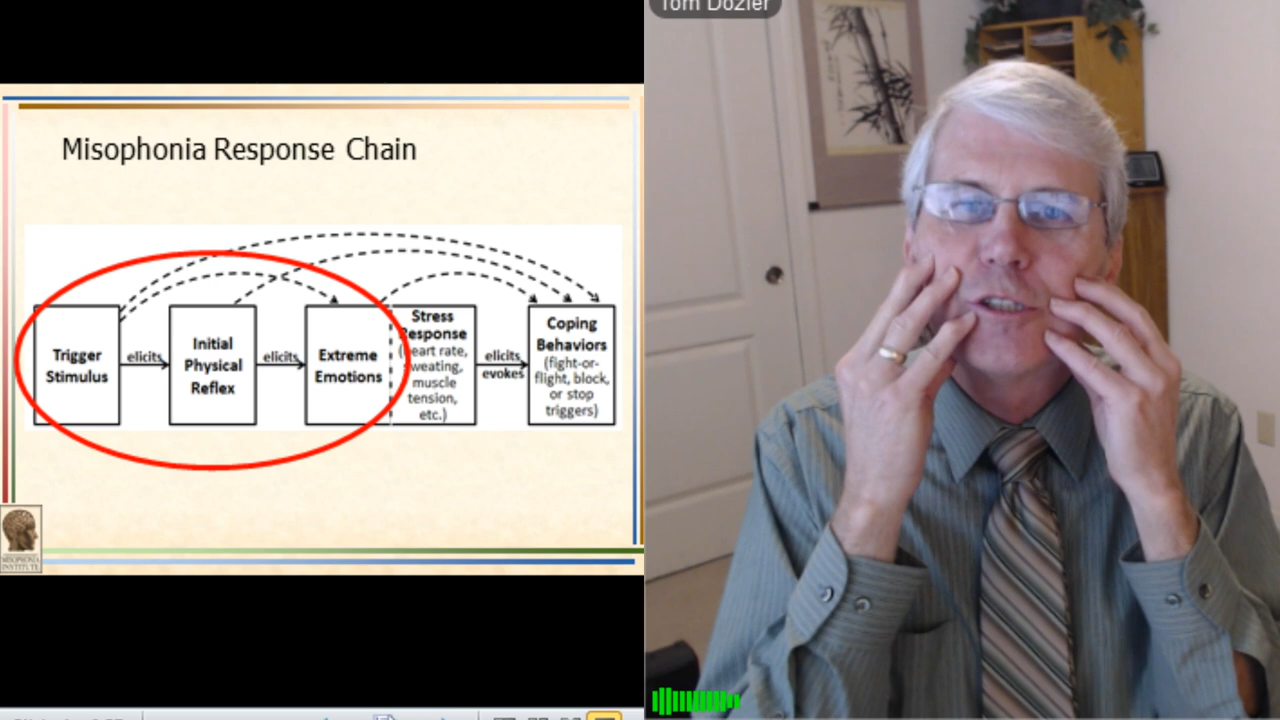 Tom Dozier
Misophonia Response Chain
Trigger
Stimulus
elicits
Initial
Physical
Reflex
elicits
Extreme
Emotions
Stress
Response
(heart rate,
sweating,
muscle
tension,
etc.)
elicits
evokes
Coping
Behaviors
(fight-or-
flight, block,
or stop
triggers)
MISOPHONIA
INSTITUTE